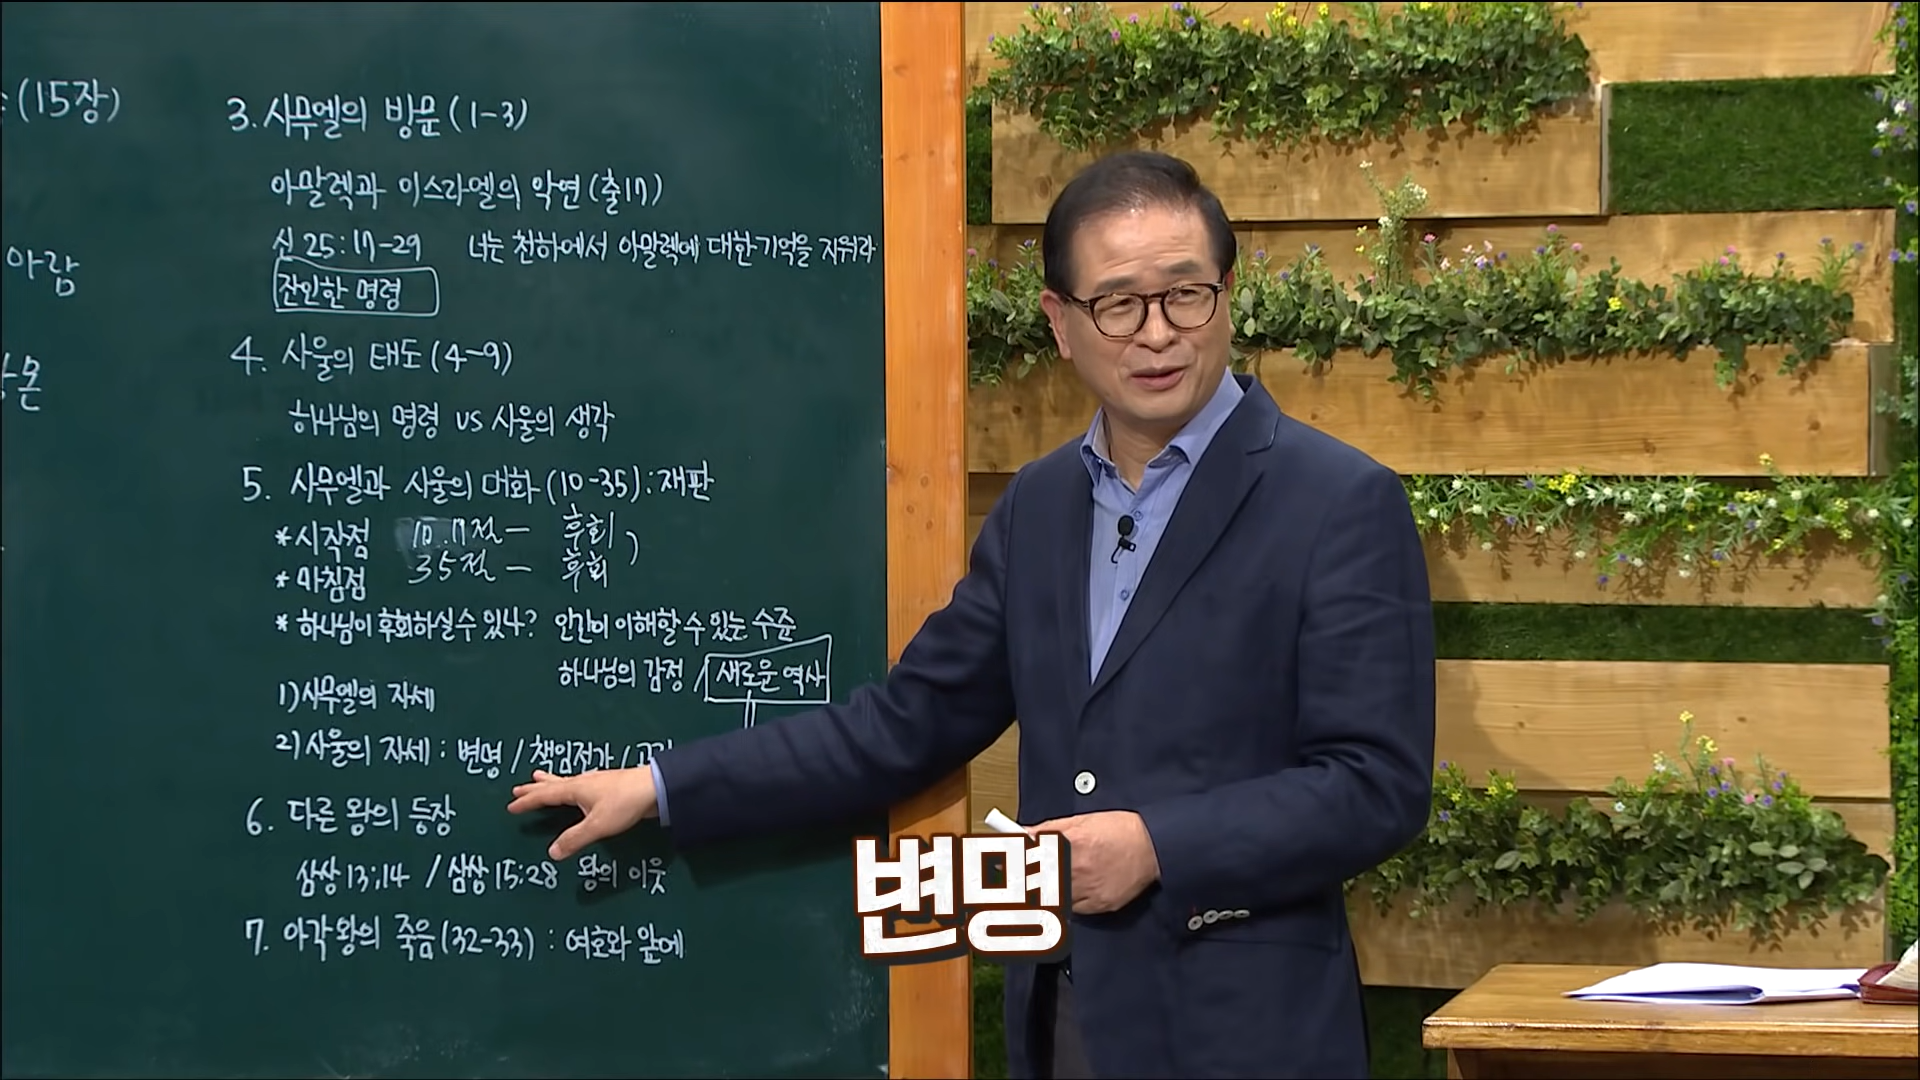 (15장)
아람
3. 사무엘의 방문 (1-3)
아말렉과 이스라엘의 악연 (출17)
신 25:17-29 너는 천하에서 아말렉에 대한 기억을 지워라
잔인한 명령
4. 사울의 태도 (4-9)
하나님의 명령 vs 사울의 생각
5. 사무엘과 사울의 대화 (10-35): 재판
*시작점 10.11절 - 후회
*마침점 35절 - 후회
* 하나님이 후회하실 수 있나? 인간이 이해할 수 있는 수준
하나님의 감정 / 새로운 역사
1) 사무엘의 자세
2) 사울의 자세 : 변명 / 책임전가 /
6. 다른 왕의 등장
삼상 13:14 / 삼상 15:28 왕의 이웃
7. 아각 왕의 죽음 (32-33) : 여호와 앞에
변명